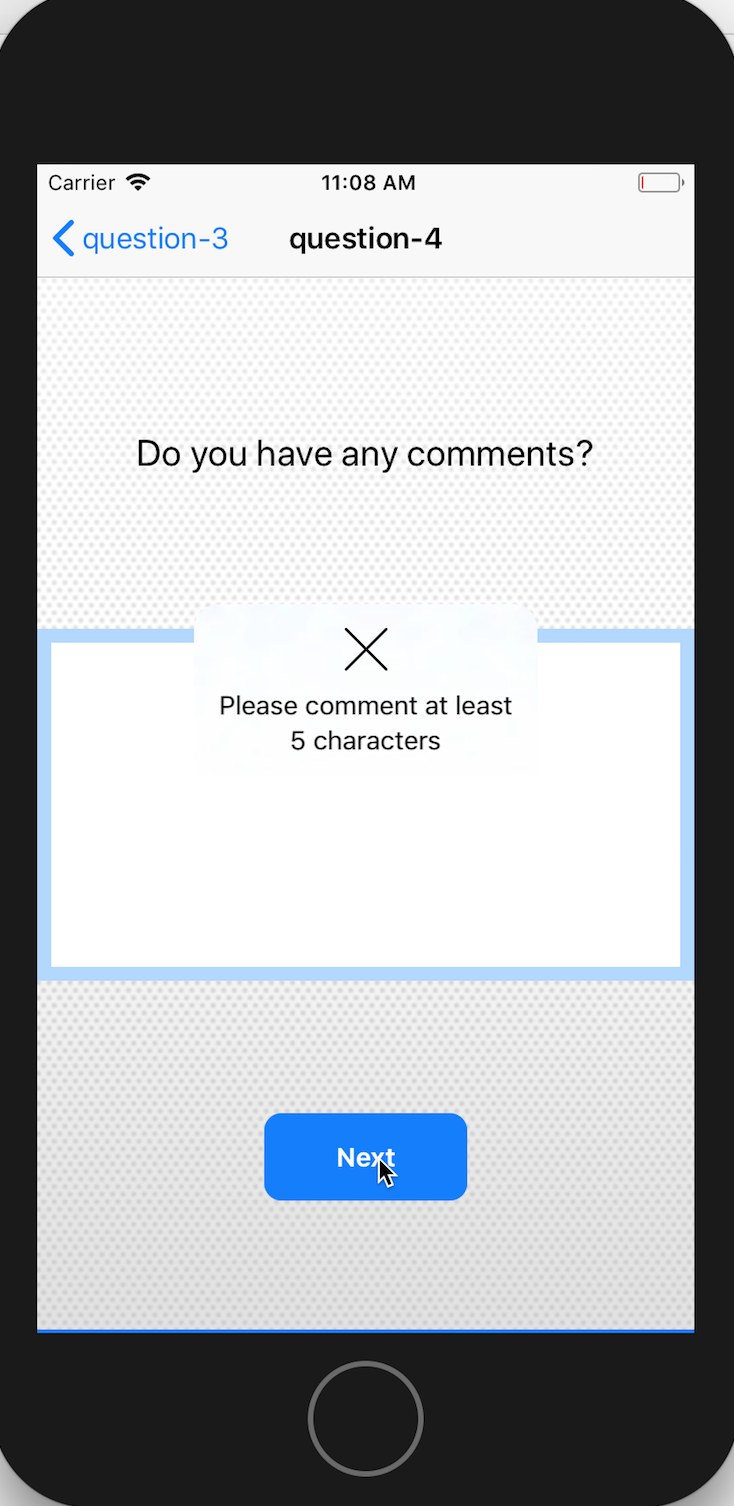 Carrier 11:08 AM
question-3 question-4
Do you have any comments?
Please comment at least
5 characters
Next